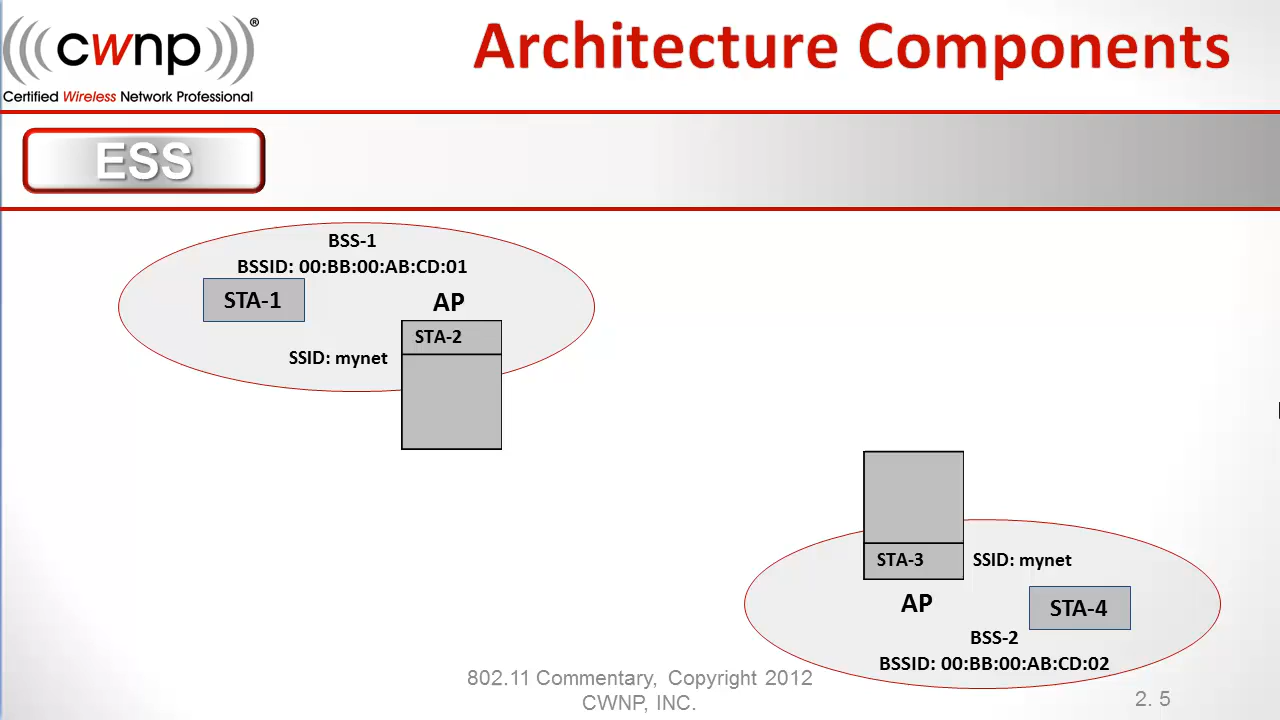 cwnp®
Certified Wireless Network Professional
Architecture Components
ESS
BSS-1
BSSID: 00:BB:00:AB:CD:01
STA-1
AP
STA-2
SSID: mynet
STA-3
SSID: mynet
AP
STA-4
BSS-2
BSSID: 00:BB:00:AB:CD:02
802.11 Commentary, Copyright 2012
CWNP, INC.
2. 5